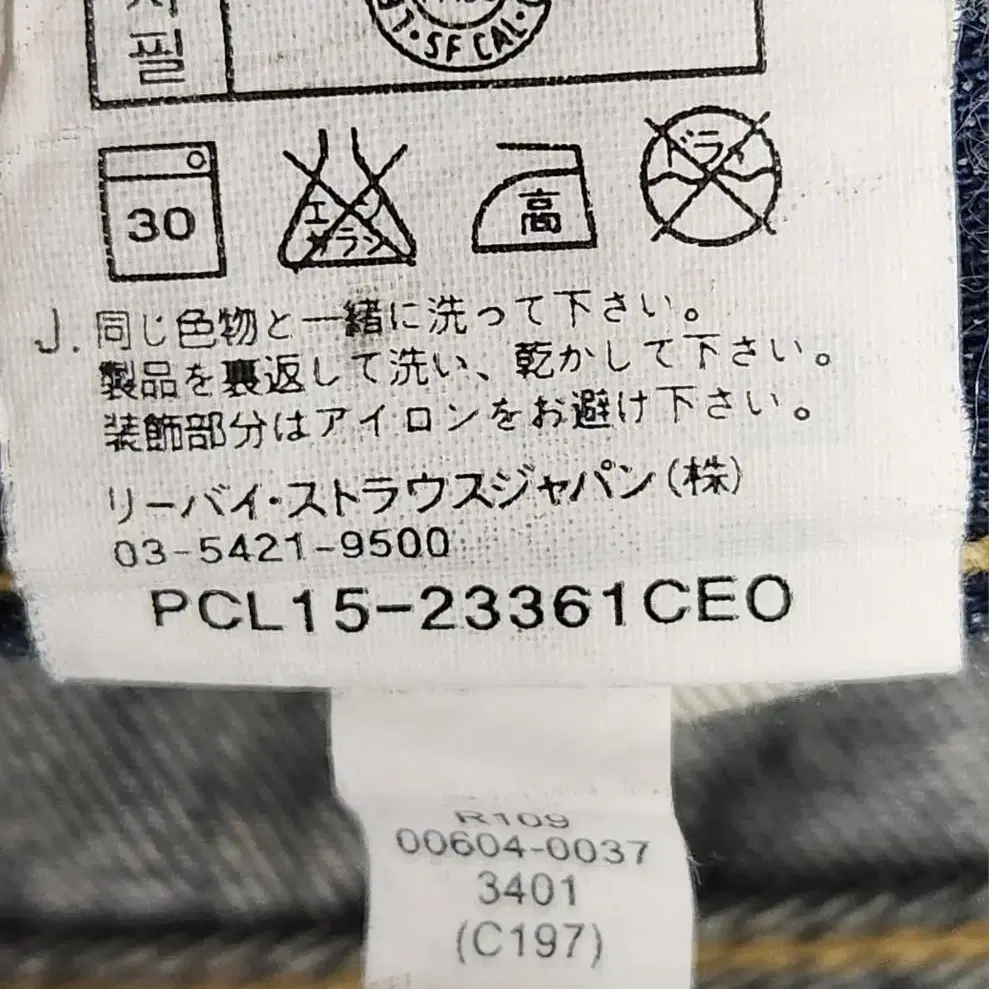 필
SF CAL
30
エンソ
サラシ
高
ドライ
J. 同じ色物と一緒に洗って下さい。
製品を裏返して洗い、乾かして下さい。
装飾部分はアイロンをお避け下さい。
リーバイ・ストラウスジャパン(株)
03-5421-9500
PCL15-23361CEO
R109
00604-0037
3401
(C197)